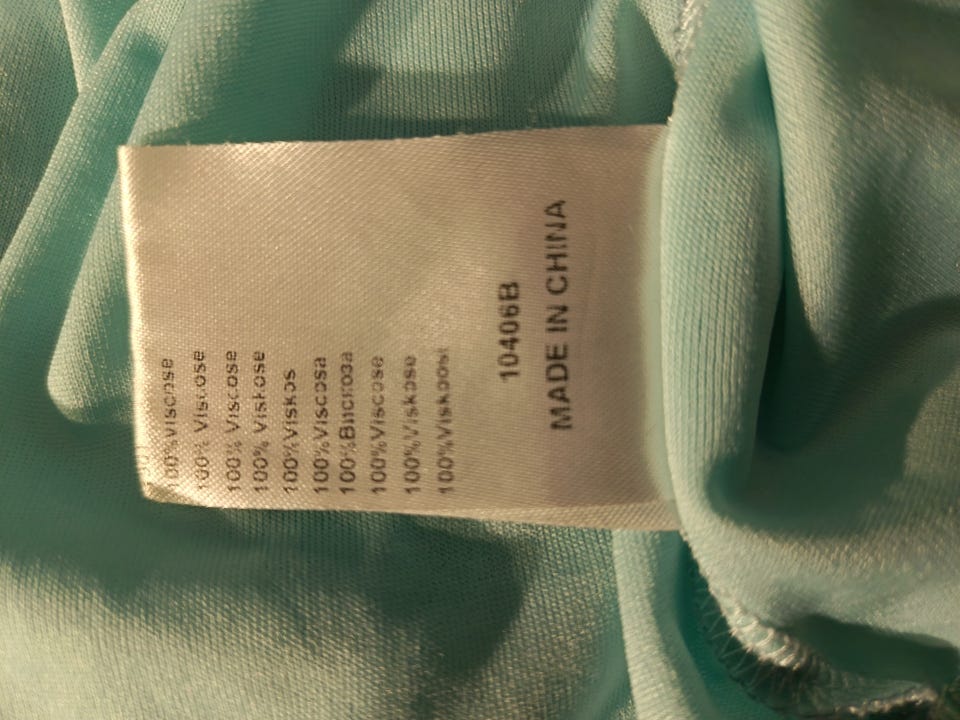 100%Viscose
100% Viscose
100% Viscose
100% Viskose
100%Viskos
100%Viscosa
100%Вискоза
100%Viscose
100%Viskose
100%Viskoosi
10406B
MADE IN CHINA